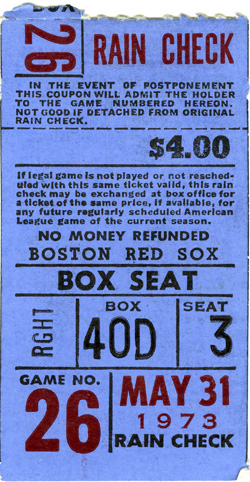 BOX
26
RAIN CHECK
IN THE EVENT OF POSTPONEMENT
THIS COUPON WILL ADMIT THE HOLDER
TO THE GAME NUMBERED HEREON.
NOT GOOD IF DETACHED FROM ORIGINAL
RAIN CHECK.
$4.00
If legal game is not played or not resched-
uled with this same ticket valid, this rain
check may be exchanged at box office for
a ticket of the same price, if available, for
any future regularly scheduled American
League game of the current season.
NO MONEY REFUNDED
BOSTON RED SOX
BOX SEAT
RGHT
BOX
SEAT
40D
3
GAME NO.
26
MAY 31
1973
RAIN CHECK